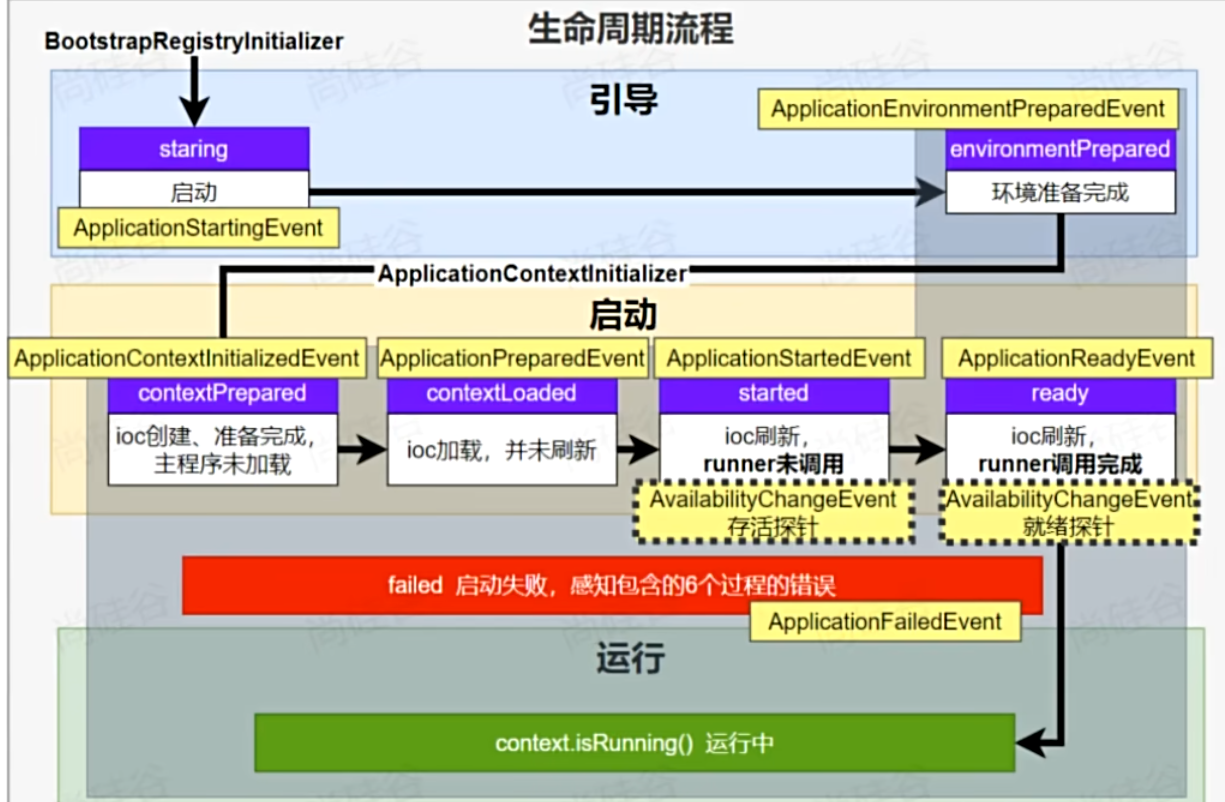 生命周期流程
BootstrapRegistryInitializer
引导
ApplicationEnvironmentPreparedEvent
staring
environmentPrepared
启动
环境准备完成
ApplicationStartingEvent
ApplicationContextInitializer
启动
ApplicationContextInitializedEvent
ApplicationPreparedEvent
ApplicationStartedEvent
ApplicationReadyEvent
contextPrepared
contextLoaded
started
ready
ioc创建、准备完成，
主程序未加载
ioc加载，并未刷新
ioc刷新，
runner未调用
ioc刷新，
runner调用完成
AvailabilityChangeEvent
存活探针
AvailabilityChangeEvent
就绪探针
failed 启动失败，感知包含的6个过程的错误
ApplicationFailedEvent
运行
context.isRunning() 运行中
尚硅谷